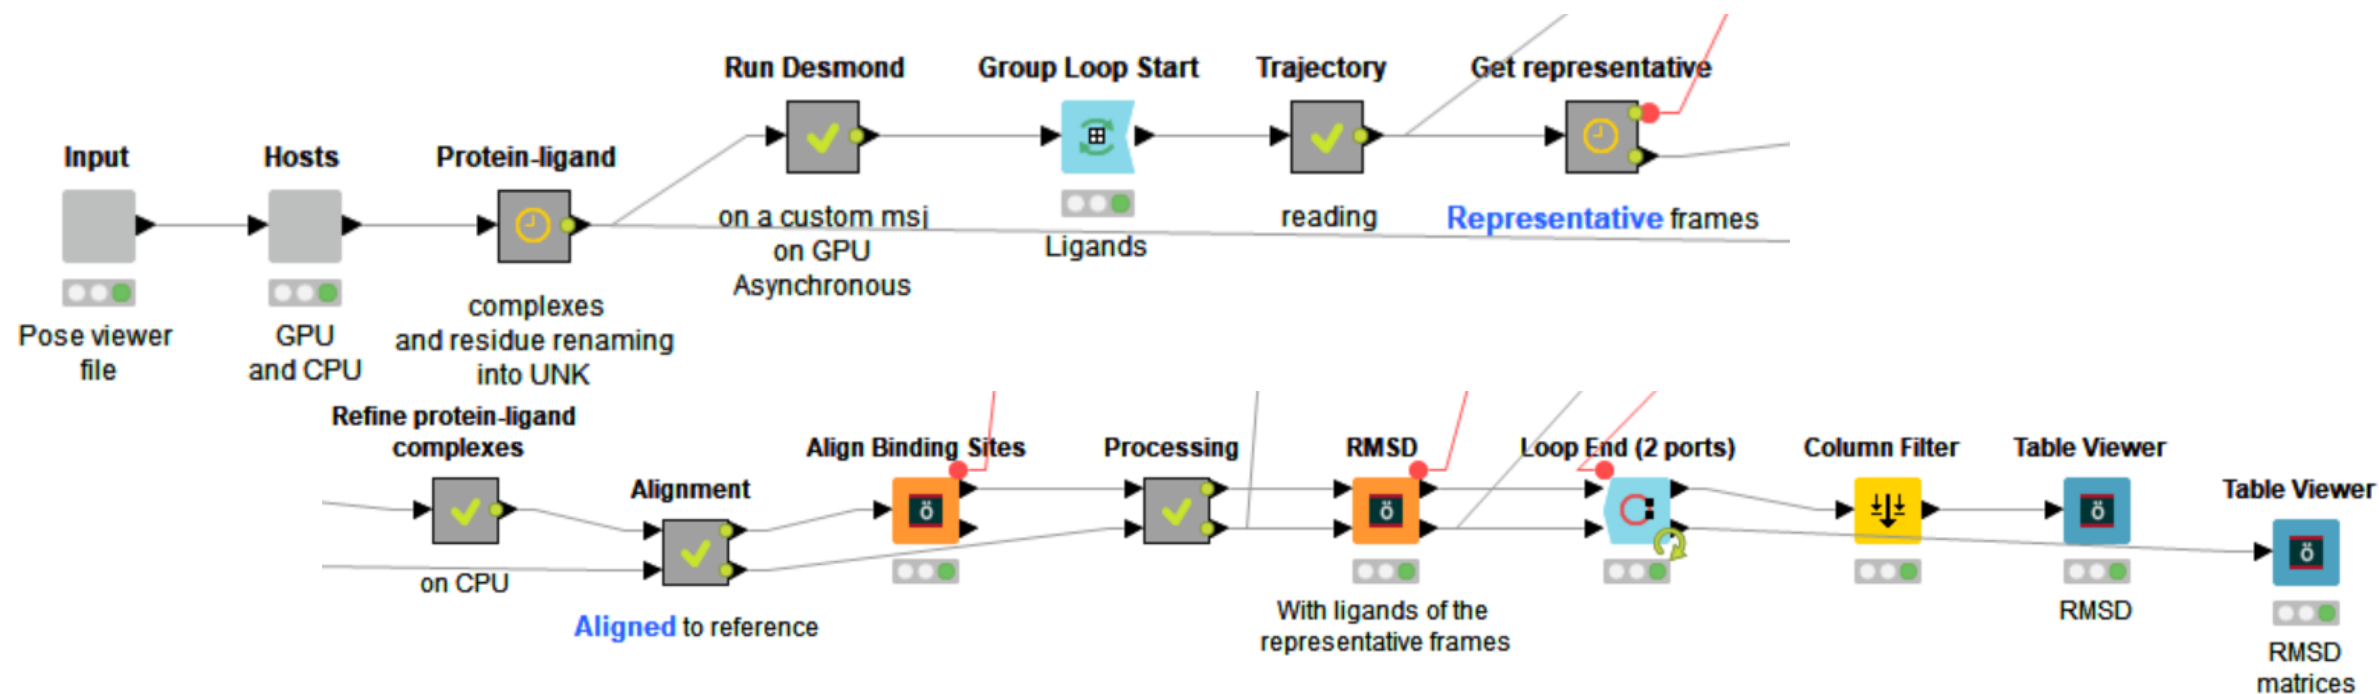 Run Desmond
Group Loop Start
Trajectory
Get representative
Input
Hosts
Protein-ligand
on a custom msj
on GPU
Asynchronous
Ligands
reading
Representative frames
Pose viewer
file
GPU
and CPU
complexes
and residue renaming
into UNK
Refine protein-ligand
complexes
Alignment
Align Binding Sites
Processing
RMSD
Loop End (2 ports)
Column Filter
Table Viewer
Table Viewer
ö
ö
ö
ö
on CPU
Aligned to reference
With ligands of the
representative frames
RMSD
RMSD
matrices